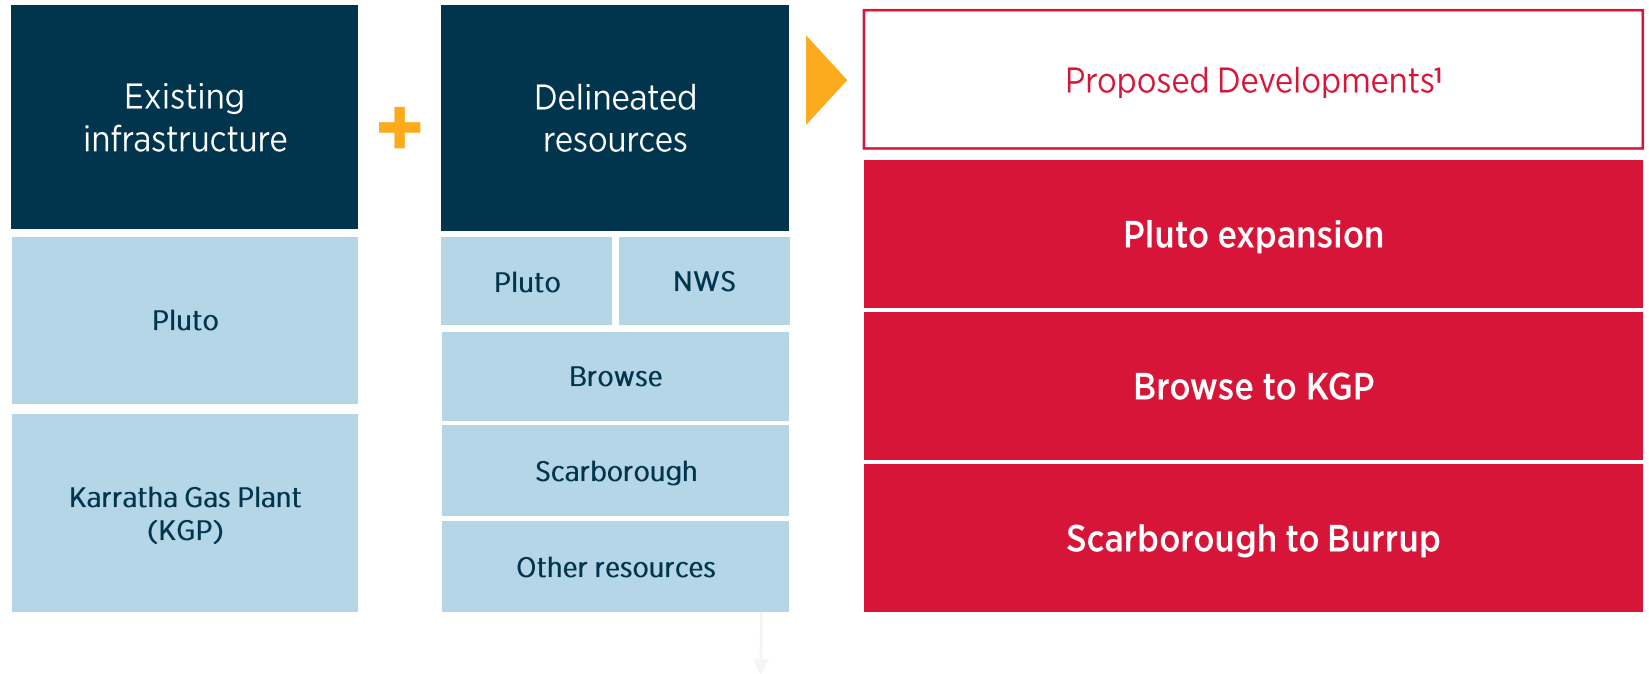 Existing
infrastructure
Pluto
Karratha Gas Plant
(KGP)
Delineated
resources
Pluto
NWS
Browse
Scarborough
Other resources
Proposed Developments¹
Pluto expansion
Browse to KGP
Scarborough to Burrup